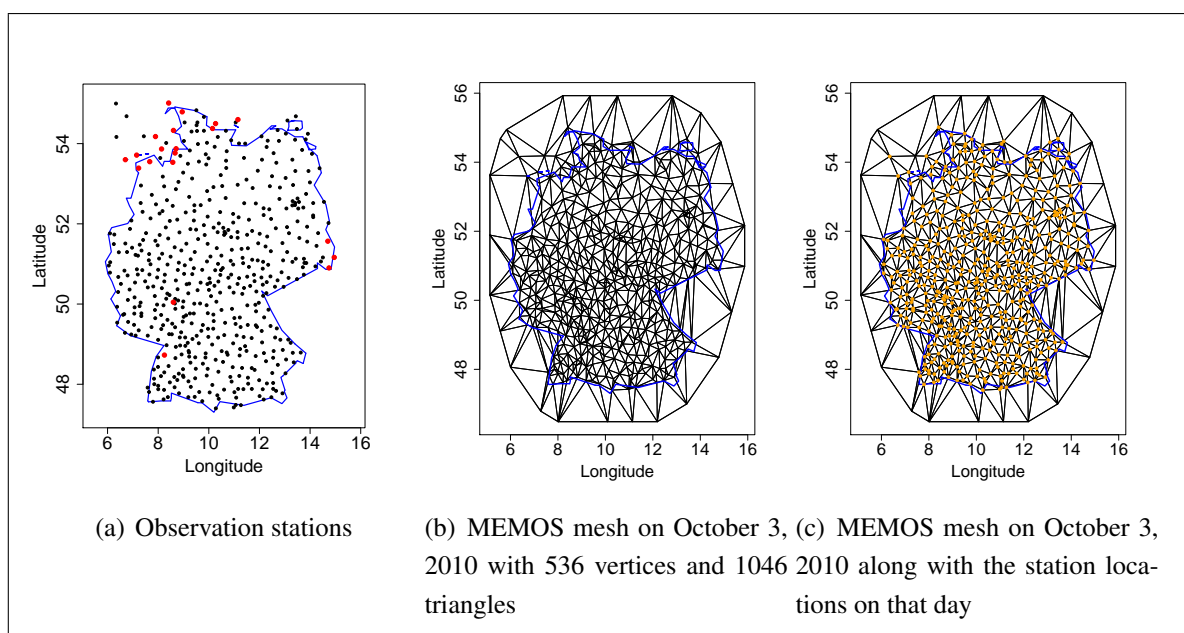 54
52
50
48
Latitude
6 8 10 12 14 16
Longitude
(a) Observation stations
56
54
52
50
48
Latitude
6 8 10 12 14 16
Longitude
(b) MEMOS mesh on October 3,
2010 with 536 vertices and 1046
triangles
56
54
52
50
48
Latitude
6 8 10 12 14 16
Longitude
(c) MEMOS mesh on October 3,
2010 along with the station loca-
tions on that day